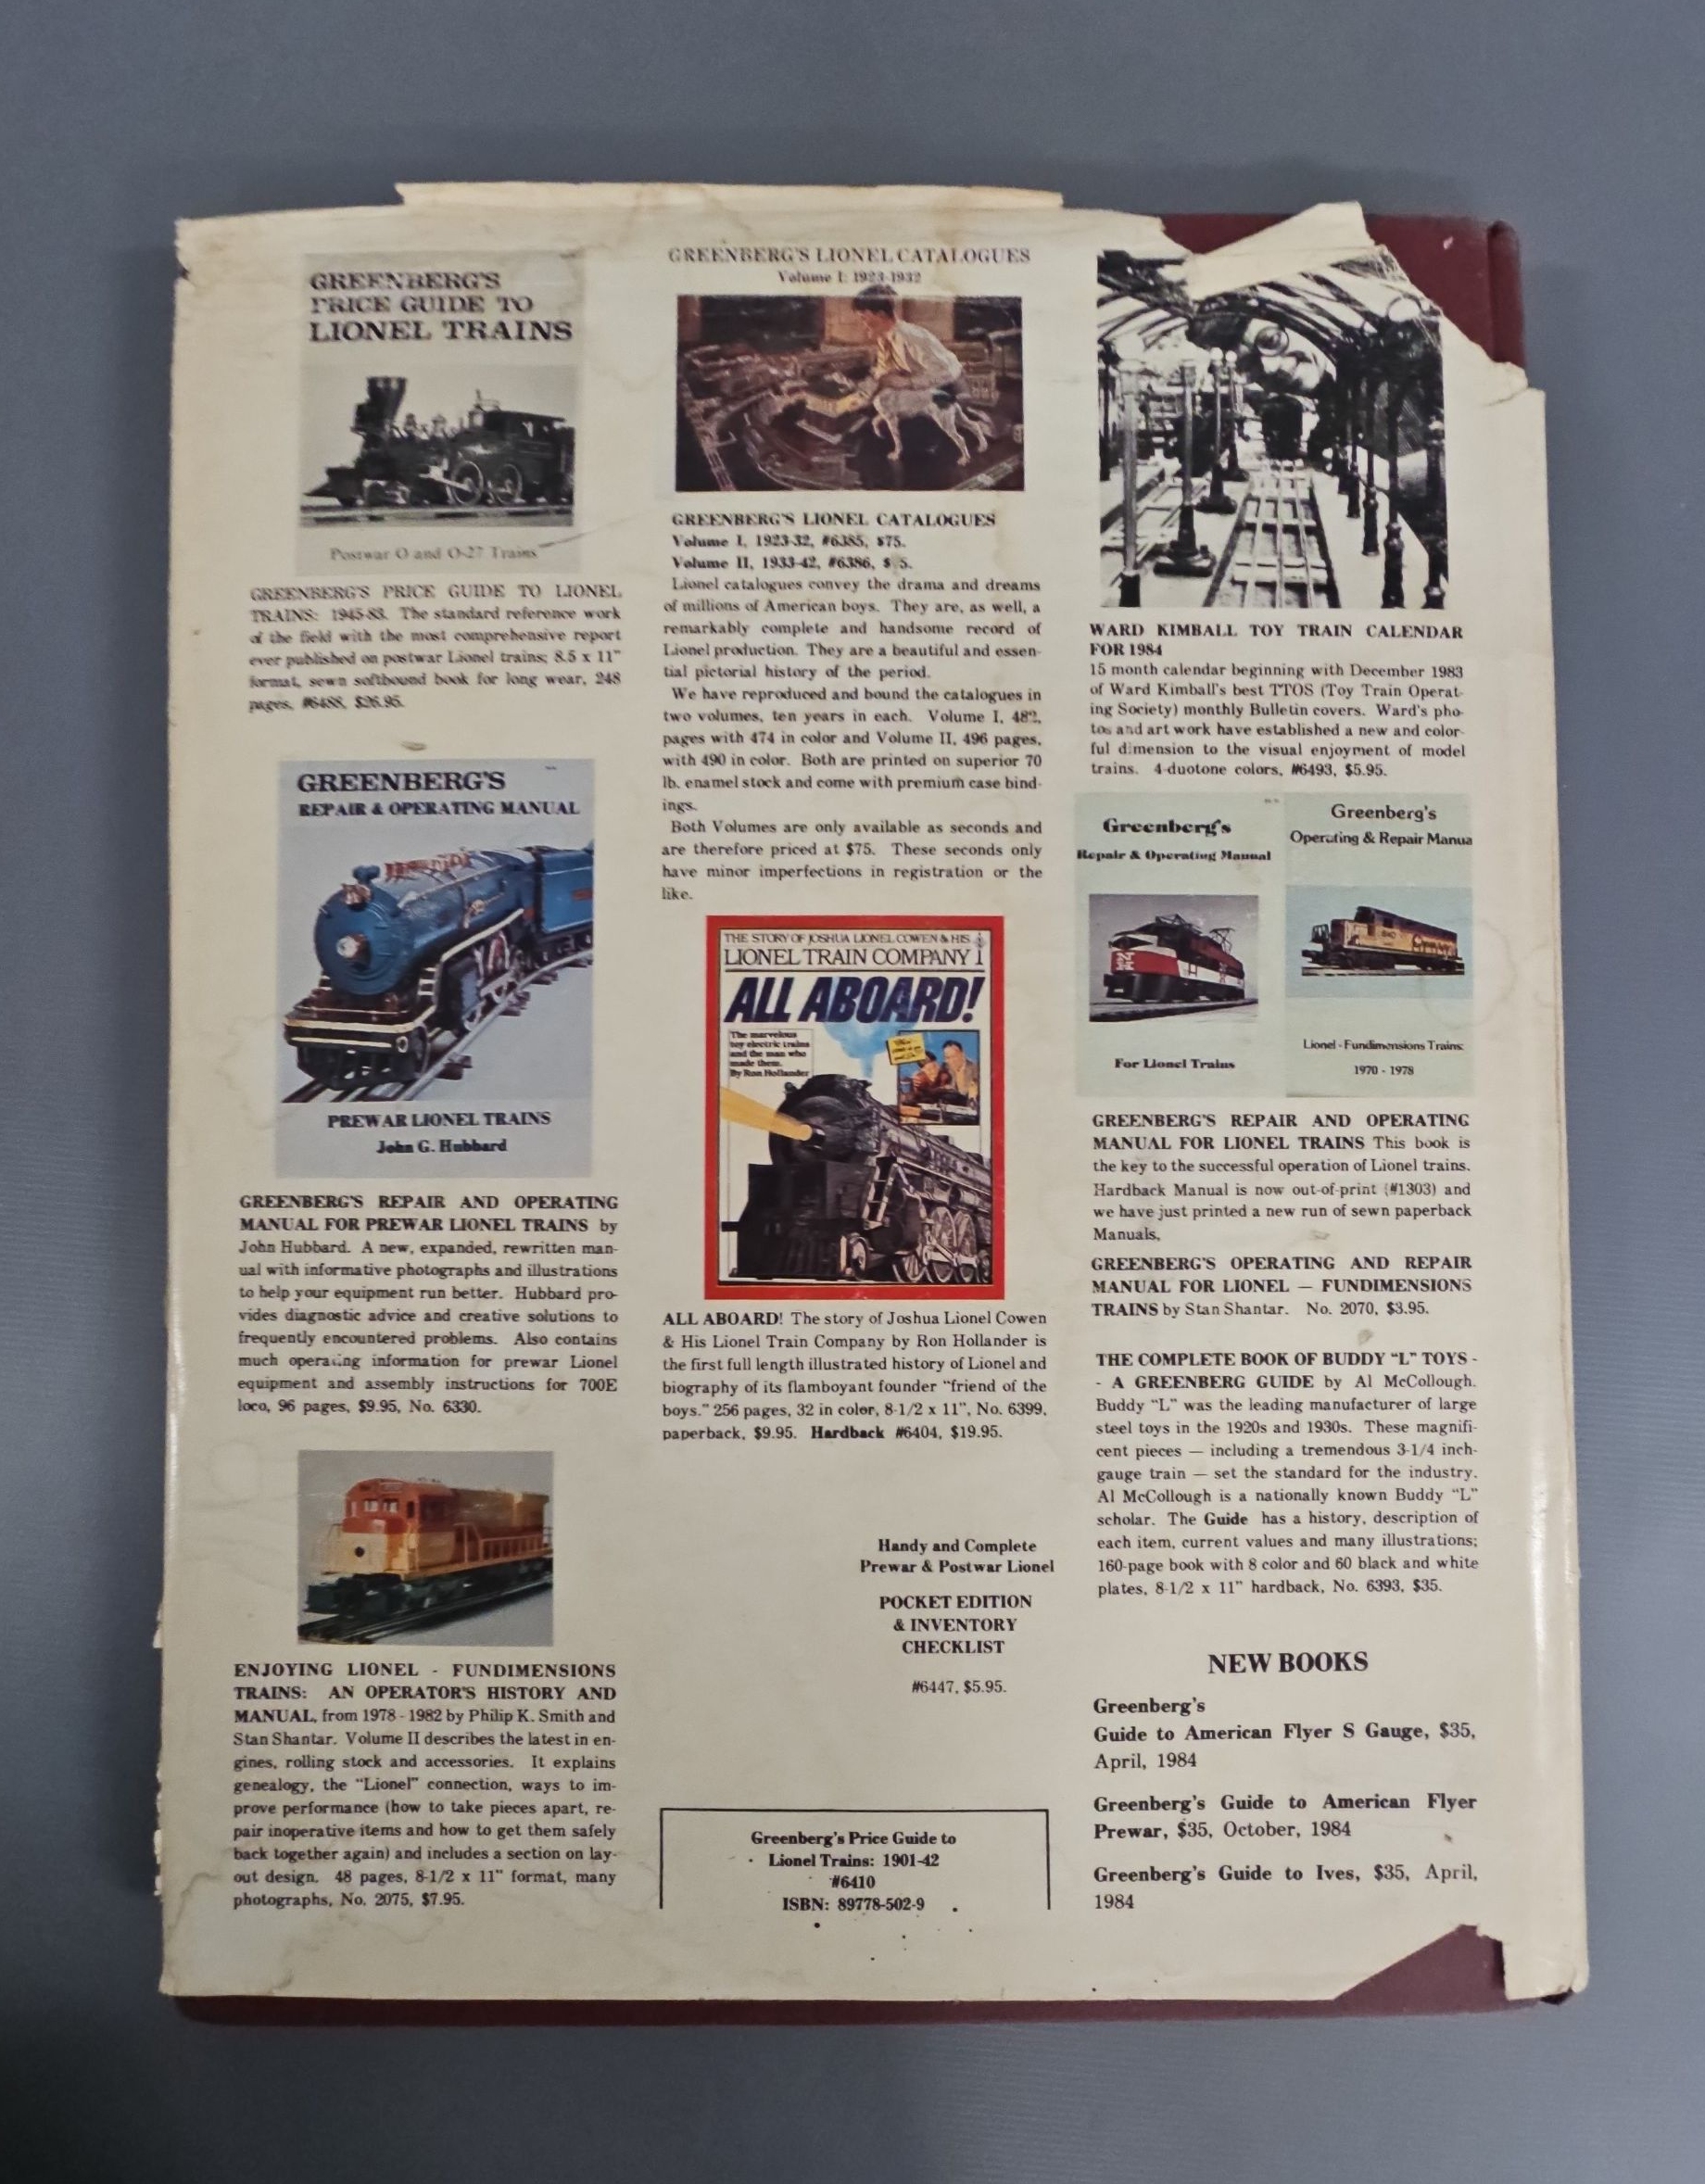 GREENBERG'S
PRICE GUIDE TO
LIONEL TRAINS
Postwar O and O-27 Trains
GREENBERG'S PRICE GUIDE TO LIONEL
TRAINS: 1945-83. The standard reference work
of the field with the most comprehensive report
ever published on postwar Lionel trains; 8.5 x 11"
format, sewn softbound book for long wear, 248
pages, #6488, $26.95.
GREENBERG'S
REPAIR & OPERATING MANUAL
PREWAR LIONEL TRAINS
John G. Hubbard
GREENBERG'S REPAIR AND OPERATING
MANUAL FOR PREWAR LIONEL TRAINS by
John Hubbard. A new, expanded, rewritten man-
ual with informative photographs and illustrations
to help your equipment run better. Hubbard pro-
vides diagnostic advice and creative solutions to
frequently encountered problems. Also contains
much operating information for prewar Lionel
equipment and assembly instructions for 700E
loco, 96 pages, $9.95, No. 6330.
ENJOYING LIONEL - FUNDIMENSIONS
TRAINS: AN OPERATOR'S HISTORY AND
MANUAL, from 1978 - 1982 by Philip K. Smith and
Stan Shantar. Volume II describes the latest in en-
gines, rolling stock and accessories. It explains
genealogy, the "Lionel" connection, ways to im-
prove performance (how to take pieces apart, re-
pair inoperative items and how to get them safely
back together again) and includes a section on lay-
out design. 48 pages, 8-1/2 x 11" format, many
photographs, No. 2075, $7.95.
GREENBERG'S LIONEL CATALOGUES
Volume I: 1923-1932
GREENBERG'S LIONEL CATALOGUES
Volume I, 1923-32, #6385, $75.
Volume II, 1933-42, #6386, $ 5.
Lionel catalogues convey the drama and dreams
of millions of American boys. They are, as well, a
remarkably complete and handsome record of
Lionel production. They are a beautiful and essen-
tial pictorial history of the period.
We have reproduced and bound the catalogues in
two volumes, ten years in each. Volume I, 482,
pages with 474 in color and Volume II, 496 pages,
with 490 in color. Both are printed on superior 70
lb. enamel stock and come with premium case bind-
ings.
Both Volumes are only available as seconds and
are therefore priced at $75. These seconds only
have minor imperfections in registration or the
like.
THE STORY OF JOSHUA LIONEL COWEN & HIS
LIONEL TRAIN COMPANY
ALL ABOARD!
The marvelous
toy electric trains
and the man who
made them.
By Ron Hollander
ALL ABOARD! The story of Joshua Lionel Cowen
& His Lionel Train Company by Ron Hollander is
the first full length illustrated history of Lionel and
biography of its flamboyant founder "friend of the
boys." 256 pages, 32 in color, 8-1/2 x 11", No. 6399,
paperback, $9.95. Hardback #6404, $19.95.
Handy and Complete
Prewar & Postwar Lionel
POCKET EDITION
& INVENTORY
CHECKLIST
#6447, $5.95.
Greenberg's Price Guide to
Lionel Trains: 1901-42
#6410
ISBN: 89778-502-9
WARD KIMBALL TOY TRAIN CALENDAR
FOR 1984
15 month calendar beginning with December 1983
of Ward Kimball's best TTOS (Toy Train Operat-
ing Society) monthly Bulletin covers. Ward's pho-
tos and art work have established a new and color-
ful dimension to the visual enjoyment of model
trains. 4-duotone colors, #6493, $5.95.
Greenberg's
Repair & Operating Manual
For Lionel Trains
Greenberg's
Operating & Repair Manua
Lionel - Fundimensions Trains:
1970 - 1978
GREENBERG'S REPAIR AND OPERATING
MANUAL FOR LIONEL TRAINS This book is
the key to the successful operation of Lionel trains.
Hardback Manual is now out-of-print (#1303) and
we have just printed a new run of sewn paperback
Manuals,
GREENBERG'S OPERATING AND REPAIR
MANUAL FOR LIONEL — FUNDIMENSIONS
TRAINS by Stan Shantar. No. 2070, $3.95.
THE COMPLETE BOOK OF BUDDY "L" TOYS -
- A GREENBERG GUIDE by Al McCollough.
Buddy "L" was the leading manufacturer of large
steel toys in the 1920s and 1930s. These magnifi-
cent pieces — including a tremendous 3-1/4 inch-
gauge train — set the standard for the industry.
Al McCollough is a nationally known Buddy "L"
scholar. The Guide has a history, description of
each item, current values and many illustrations;
160-page book with 8 color and 60 black and white
plates, 8-1/2 x 11" hardback, No. 6393, $35.
NEW BOOKS
Greenberg's
Guide to American Flyer S Gauge, $35,
April, 1984
Greenberg's Guide to American Flyer
Prewar, $35, October, 1984
Greenberg's Guide to Ives, $35, April,
1984